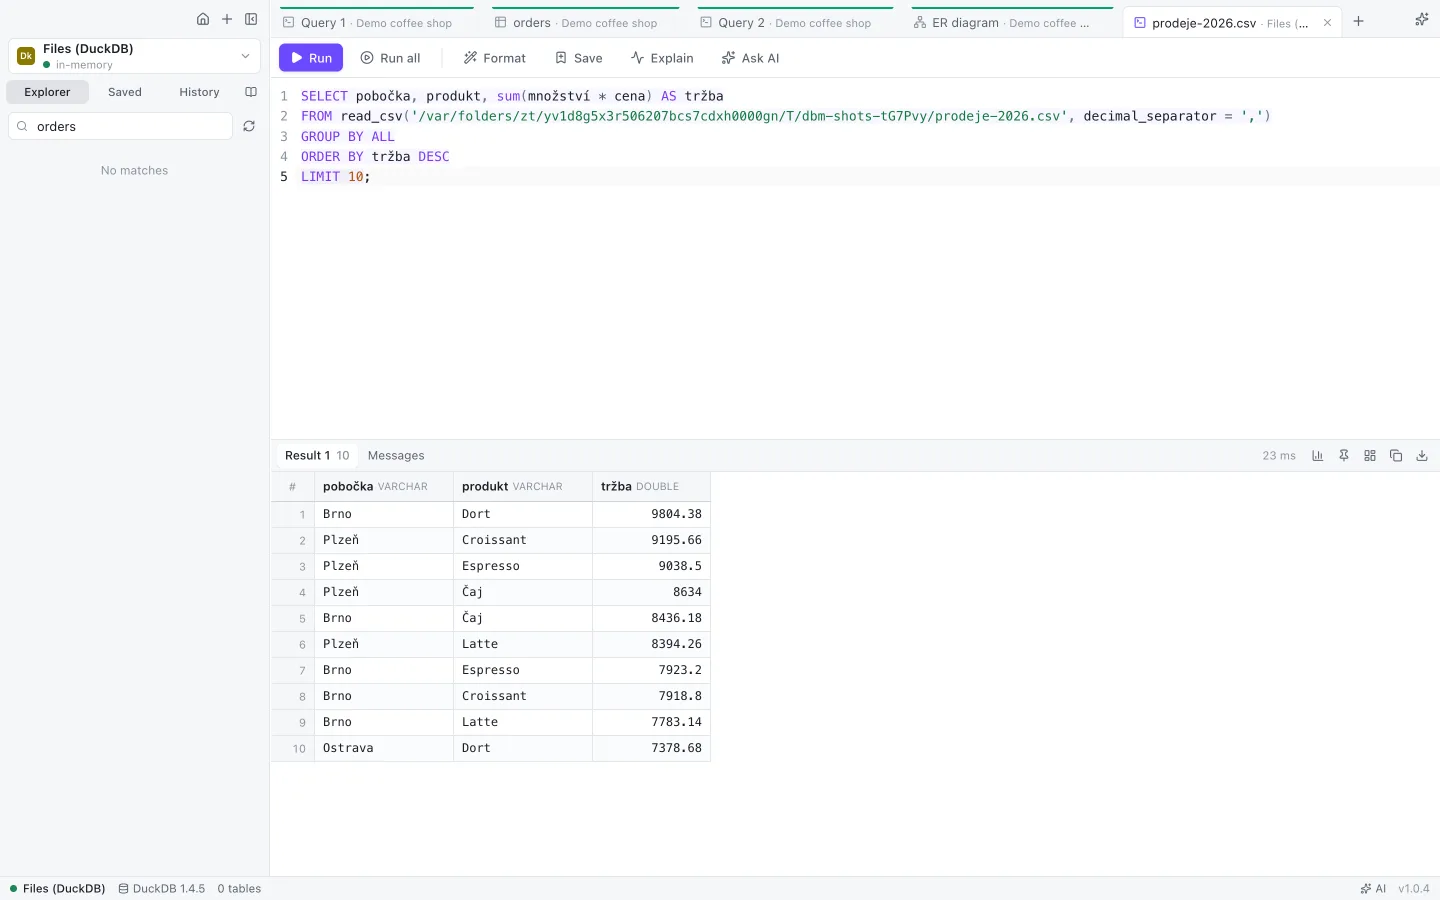 Query 1 · Demo coffee shop
orders · Demo coffee shop
Query 2 · Demo coffee shop
ER diagram · Demo coffee ...
prodeje-2026.csv · Files (...
Dk Files (DuckDB)
in-memory
Run
Run all
Format
Save
Explain
Ask AI
Explorer
Saved
History
orders
No matches
1 SELECT pobočka, produkt, sum(množství * cena) AS tržba
2 FROM read_csv('/var/folders/zt/yv1d8g5x3r506207bcs7cdxh0000gn/T/dbm-shots-tG7Pvy/prodeje-2026.csv', decimal_separator = ',')
3 GROUP BY ALL
4 ORDER BY tržba DESC
5 LIMIT 10;
Result 1 10
Messages
23 ms
# pobočka VARCHAR produkt VARCHAR tržba DOUBLE
1 Brno Dort 9804.38
2 Plzeň Croissant 9195.66
3 Plzeň Espresso 9038.5
4 Plzeň Čaj 8634
5 Brno Čaj 8436.18
6 Plzeň Latte 8394.26
7 Brno Espresso 7923.2
8 Brno Croissant 7918.8
9 Brno Latte 7783.14
10 Ostrava Dort 7378.68
Files (DuckDB)
DuckDB 1.4.5
0 tables
AI
v1.0.4